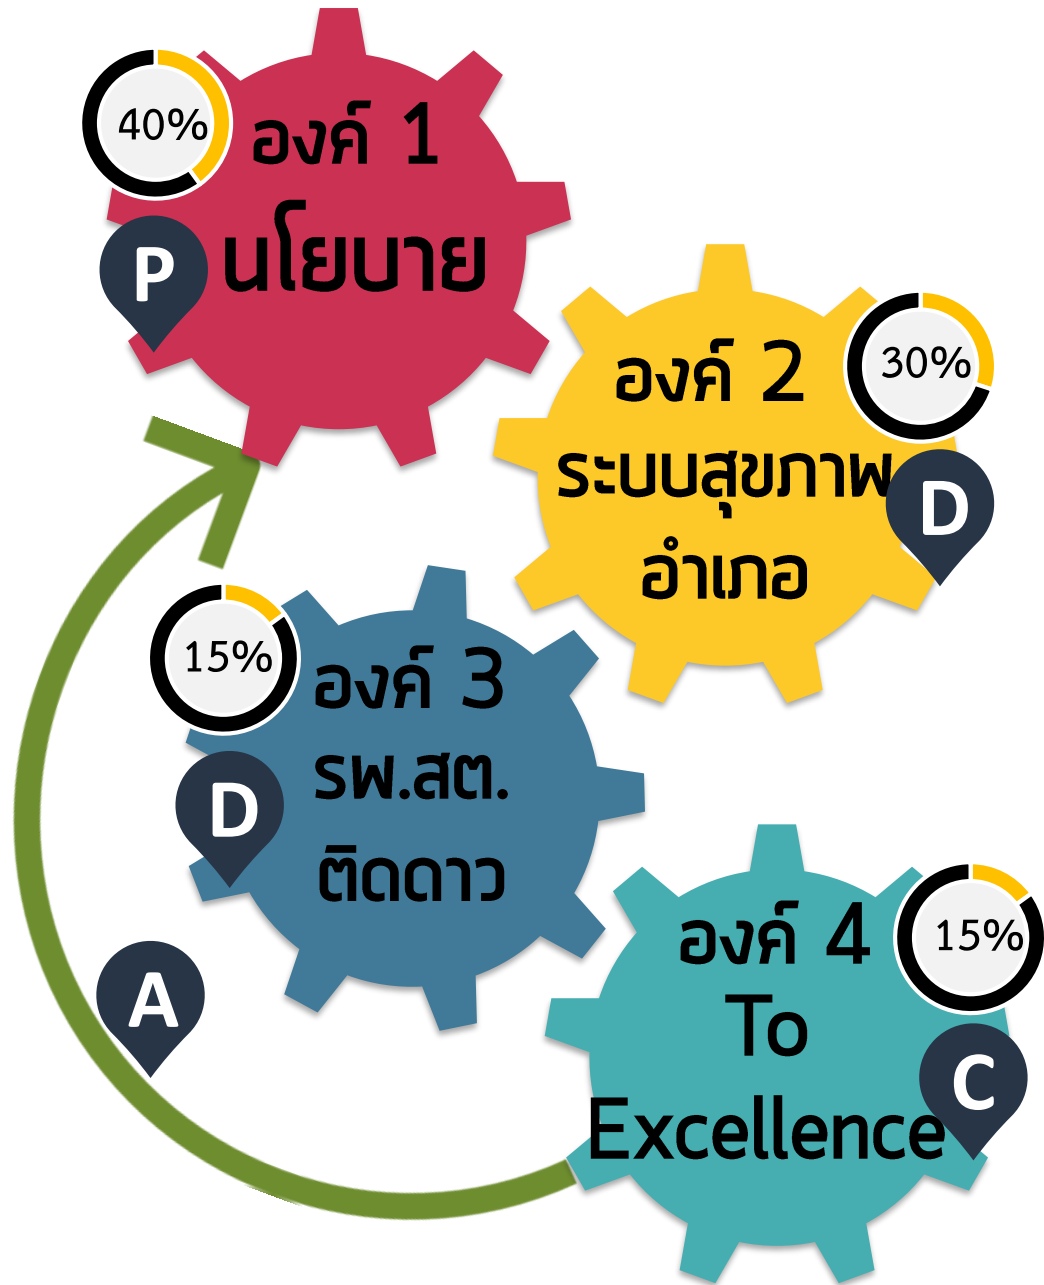 40%
องค์ 1
นโยบาย
P
องค์ 2
30%
ระบบสุขภาพ
อำเภอ
D
15%
องค์ 3
รพ.สต.
ติดดาว
D
องค์ 4
15%
To
Excellence
C
A